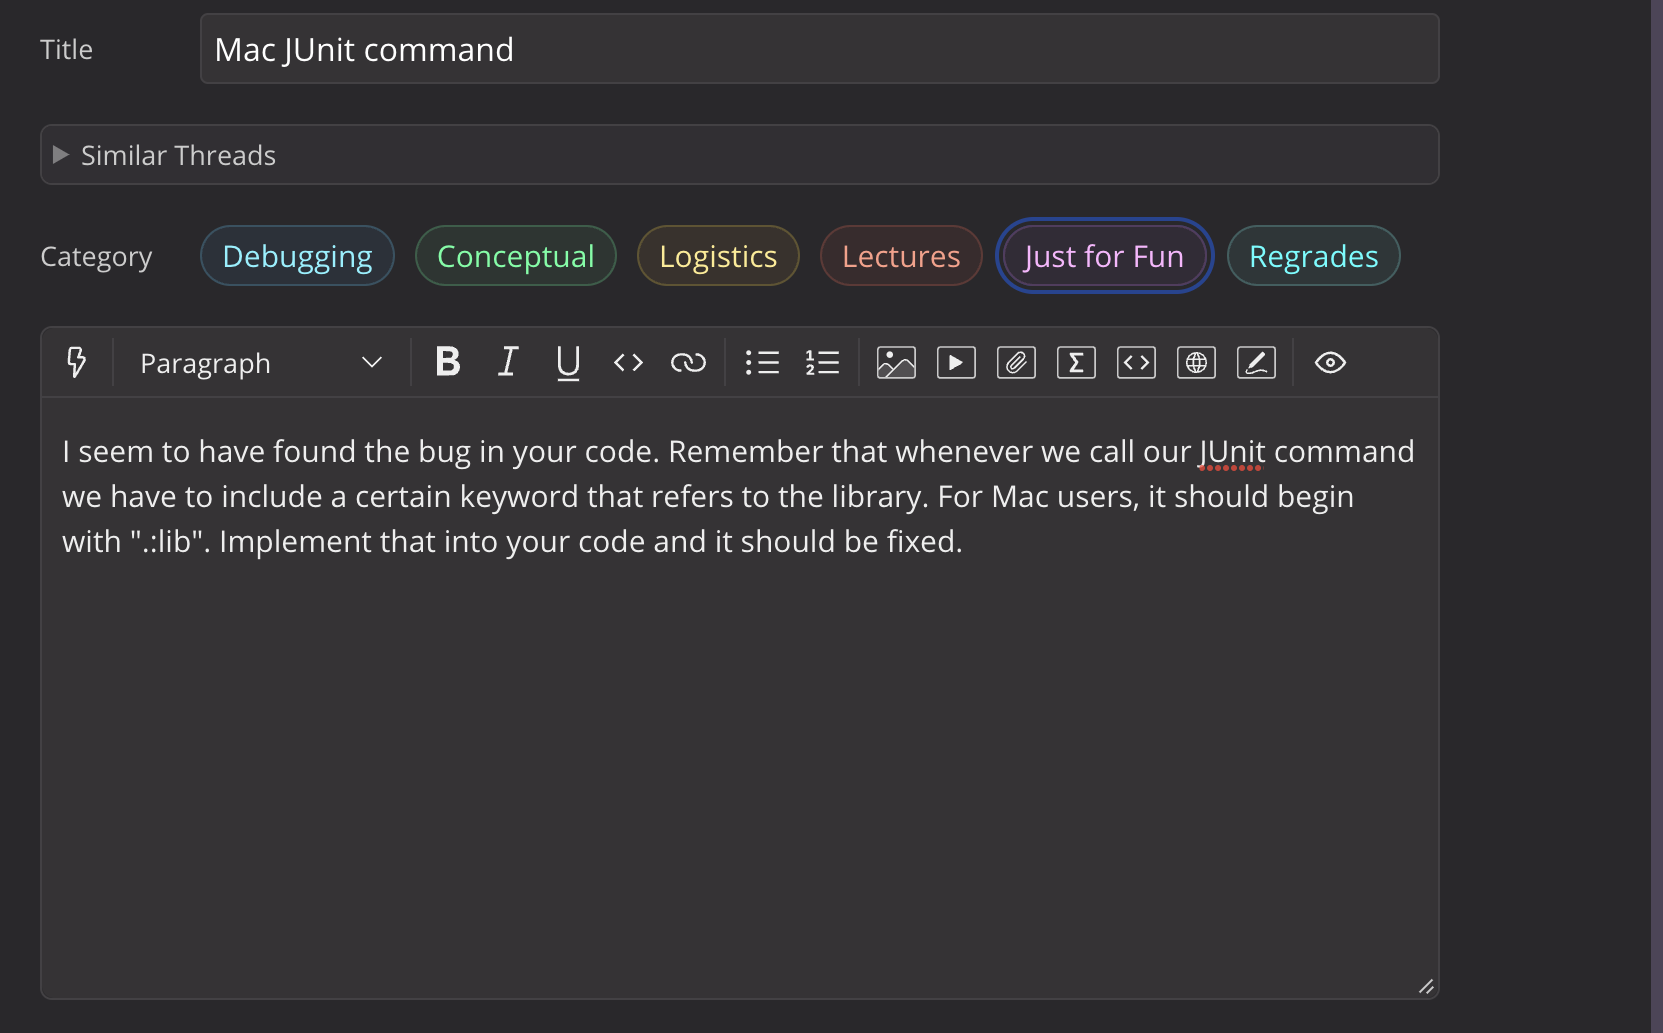 Title
Mac JUnit command
Similar Threads
Category
Debugging
Conceptual
Logistics
Lectures
Just for Fun
Regrades
Paragraph
B I U
I seem to have found the bug in your code. Remember that whenever we call our JUnit command
we have to include a certain keyword that refers to the library. For Mac users, it should begin
with ".:lib". Implement that into your code and it should be fixed.